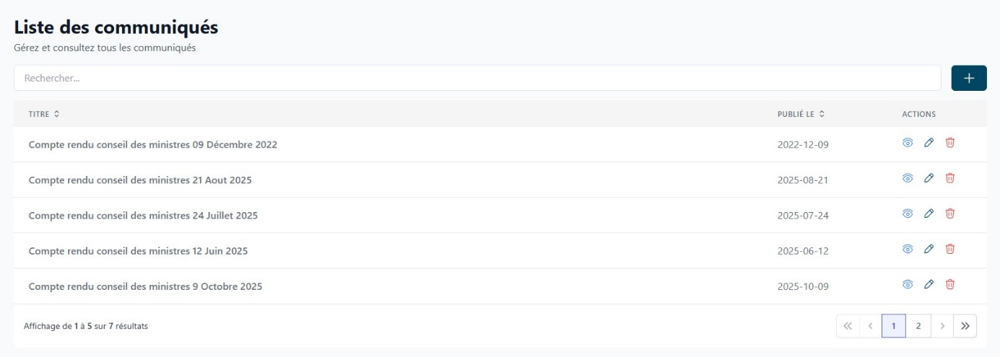 Liste des communiqués
Gérez et consultez tous les communiqués
Rechercher...
TITRE PUBLIÉ LE ACTIONS
Compte rendu conseil des ministres 09 Décembre 2022 2022-12-09
Compte rendu conseil des ministres 21 Aout 2025 2025-08-21
Compte rendu conseil des ministres 24 Juillet 2025 2025-07-24
Compte rendu conseil des ministres 12 Juin 2025 2025-06-12
Compte rendu conseil des ministres 9 Octobre 2025 2025-10-09
Affichage de 1 à 5 sur 7 résultats « ‹ 1 2 › »